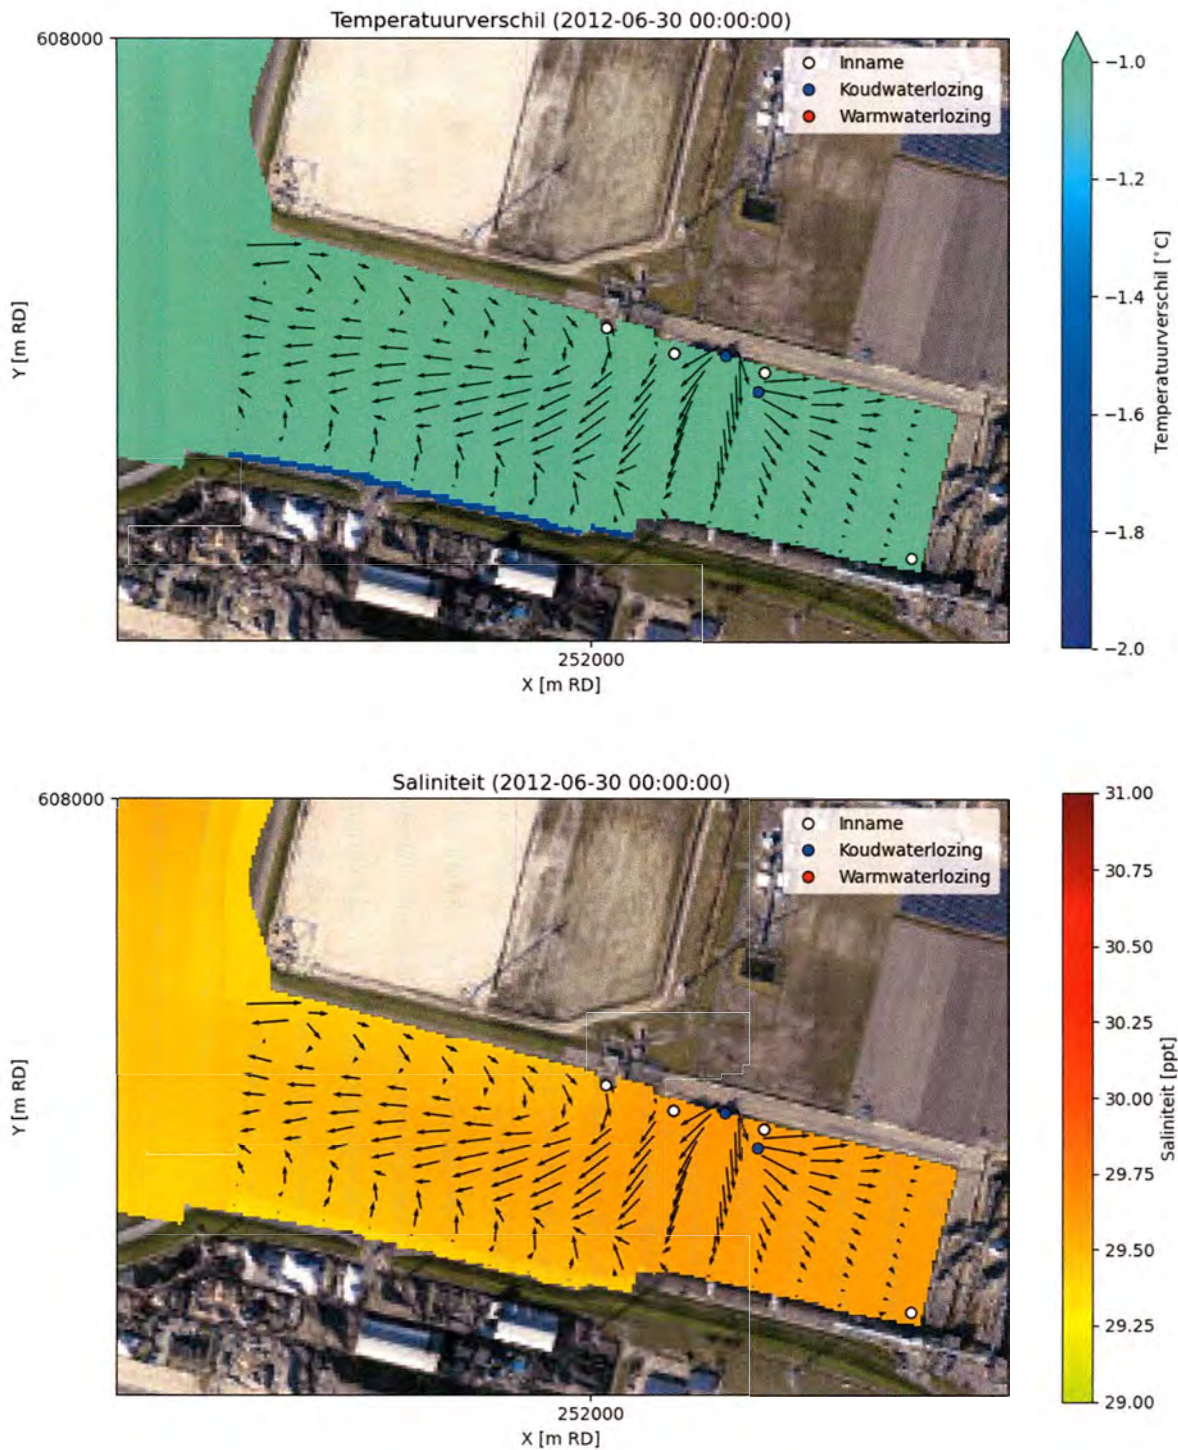 Temperatuurverschil (2012-06-30 00:00:00)
608000
Inname
Koudwaterlozing
Warmwaterlozing
Y [m RD]
252000
X [m RD]
−1.0
−1.2
−1.4
−1.6
−1.8
−2.0
Temperatuurverschil [°C]
Saliniteit (2012-06-30 00:00:00)
608000
Inname
Koudwaterlozing
Warmwaterlozing
Y [m RD]
252000
X [m RD]
31.00
30.75
30.50
30.25
30.00
29.75
29.50
29.25
29.00
Saliniteit [ppt]